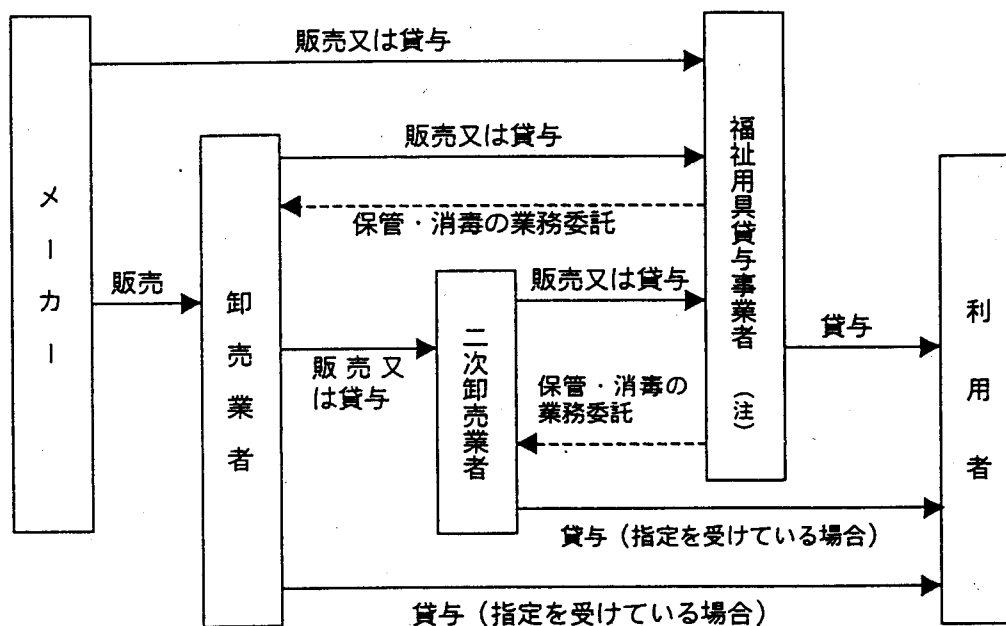 販売又は貸与
メーカー
販売又は貸与
福祉用具貸与事業者（注）
保管・消毒の業務委託
販売
卸売業者
販売又は貸与
二次卸売業者
販売又
は貸与
貸与
利用者
保管・消毒の
業務委託
貸与（指定を受けている場合）
貸与（指定を受けている場合）